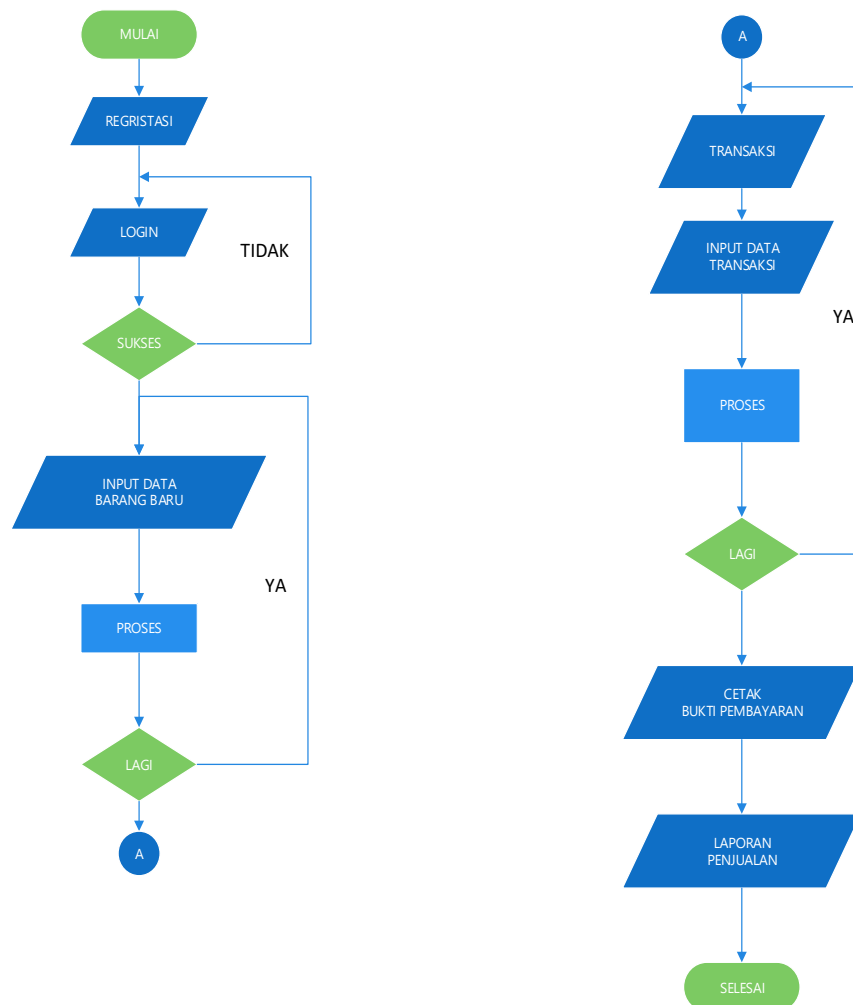 MULAI
REGRISTASI
LOGIN
TIDAK
SUKSES
INPUT DATA
BARANG BARU
YA
PROSES
LAGI
A
A
TRANSAKSI
INPUT DATA
TRANSAKSI
YA
PROSES
LAGI
CETAK
BUKTI PEMBAYARAN
LAPORAN
PENJUALAN
SELESAI